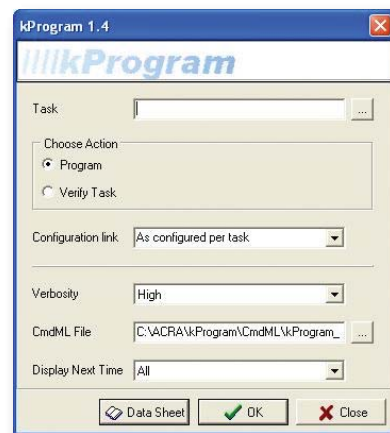 kProgram 1.4
////kProgram
Task
...
Choose Action
Program
Verify Task
Configuration link As configured per task
Verbosity High
CmdML File C:\ACRA\kProgram\CmdML\kProgram_ ...
Display Next Time All
Data Sheet OK Close